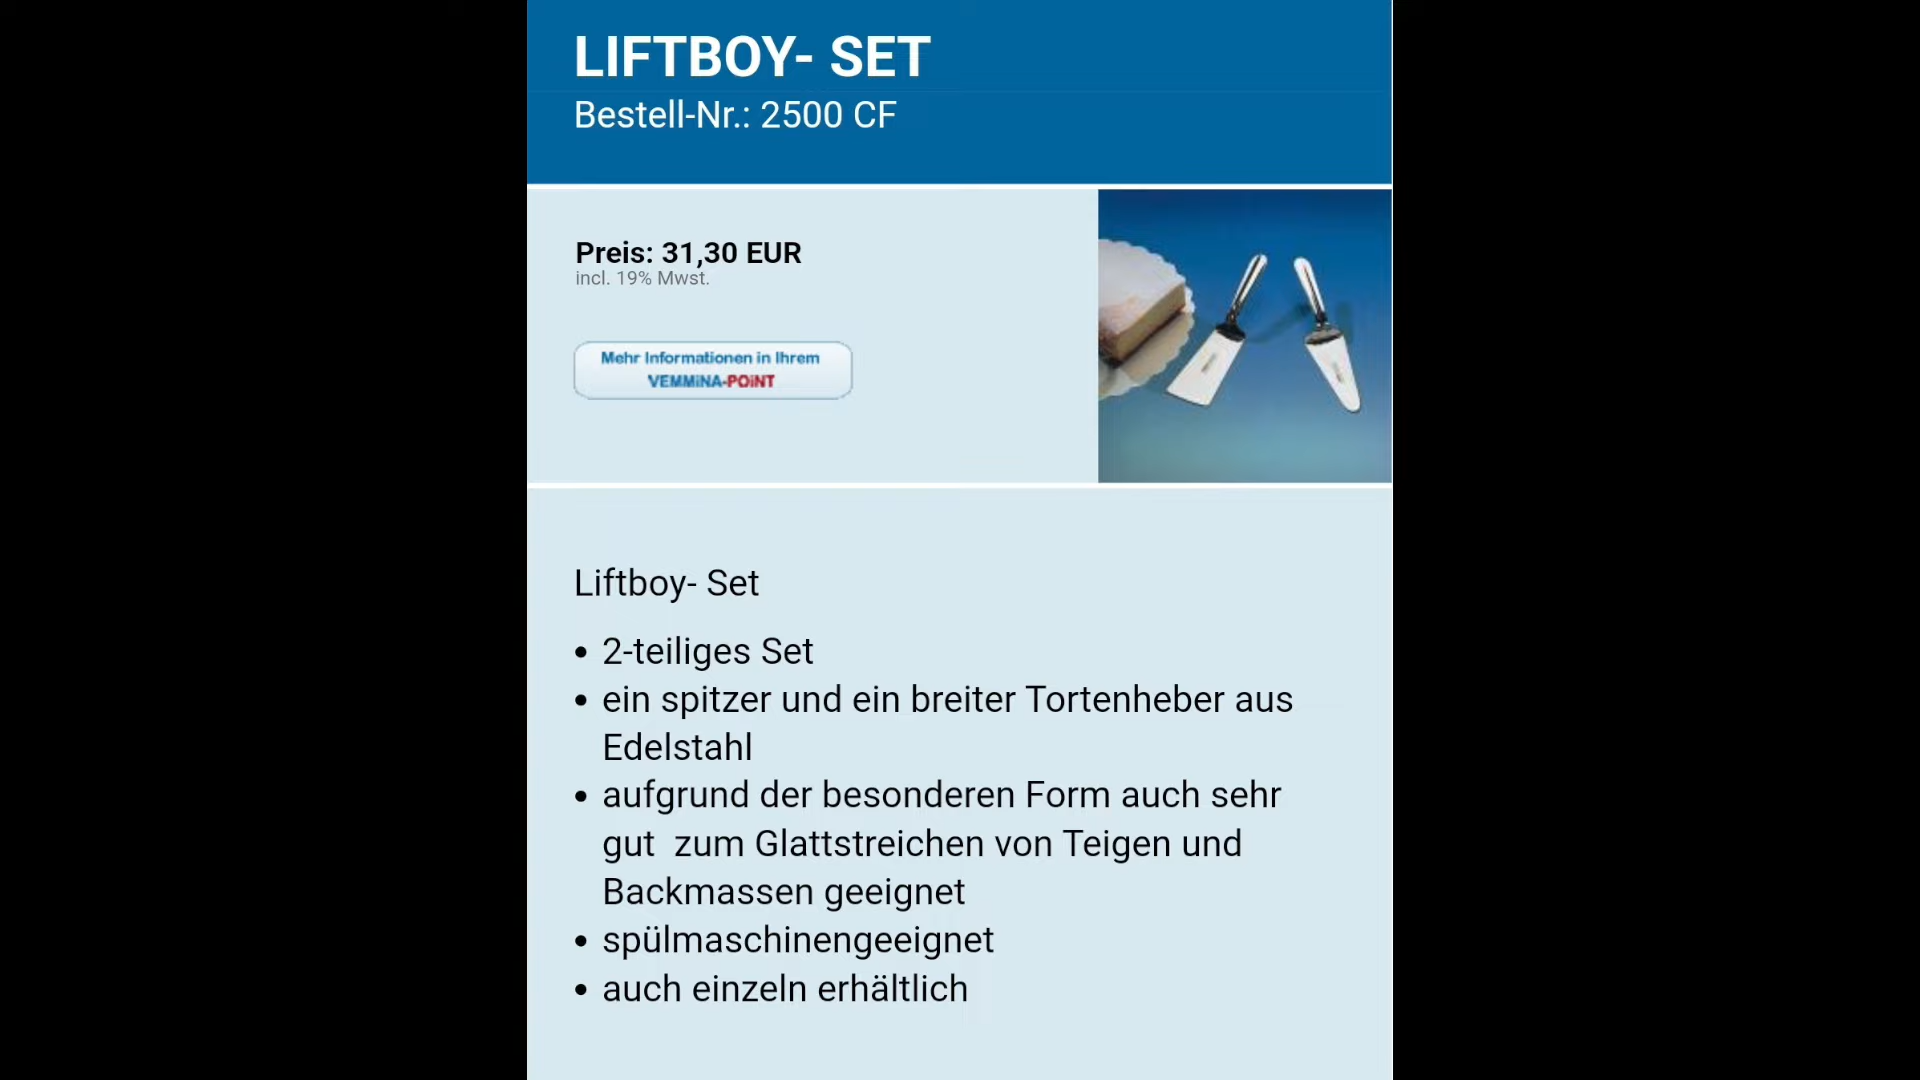 LIFTBOY- SET
Bestell-Nr.: 2500 CF
Preis: 31,30 EUR
incl. 19% Mwst.
Mehr Informationen in Ihrem
VEMMiNA-POiNT
Liftboy- Set
• 2-teiliges Set
• ein spitzer und ein breiter Tortenheber aus
Edelstahl
• aufgrund der besonderen Form auch sehr
gut  zum Glattstreichen von Teigen und
Backmassen geeignet
• spülmaschinengeeignet
• auch einzeln erhältlich